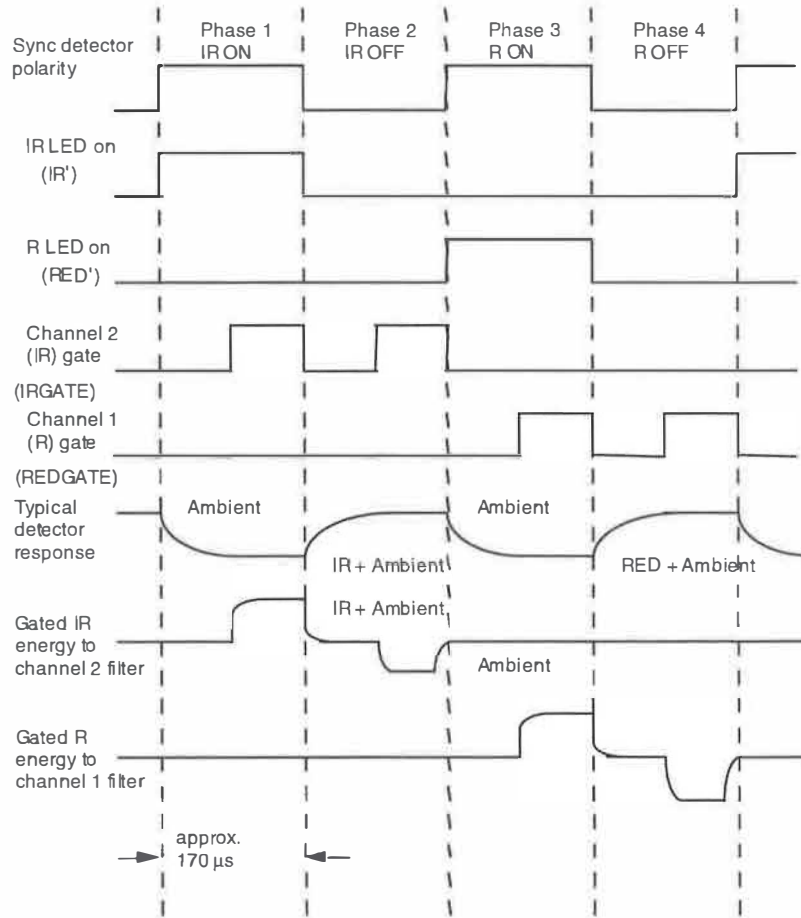 Phase 1 Phase 2 Phase 3 Phase 4
IR ON IR OFF R ON R OFF
Sync detector
polarity
IR LED on
(IR')
R LED on
(RED')
Channel 2
(IR) gate
(IRGATE)
Channel 1
(R) gate
(REDGATE)
Typical
detector
response
Ambient Ambient
IR + Ambient RED + Ambient
IR + Ambient
Gated IR
energy to
channel 2 filter
Ambient
Gated R
energy to
channel 1 filter
approx.
170 µs